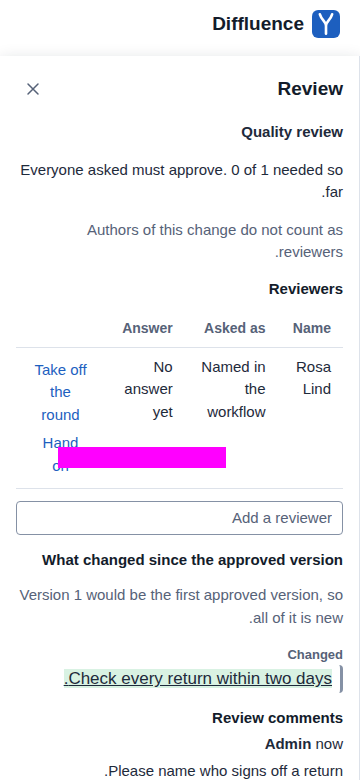 Diffluence
Review
Quality review
Everyone asked must approve. 0 of 1 needed so
far.
Authors of this change do not count as
reviewers.
Reviewers
Name Asked as Answer
Rosa Lind
Named in the workflow
No answer yet
Take off the round
Hand
Add a reviewer
What changed since the approved version
Version 1 would be the first approved version, so
all of it is new.
Changed
Check every return within two days.
Review comments
Admin now
Please name who signs off a return.